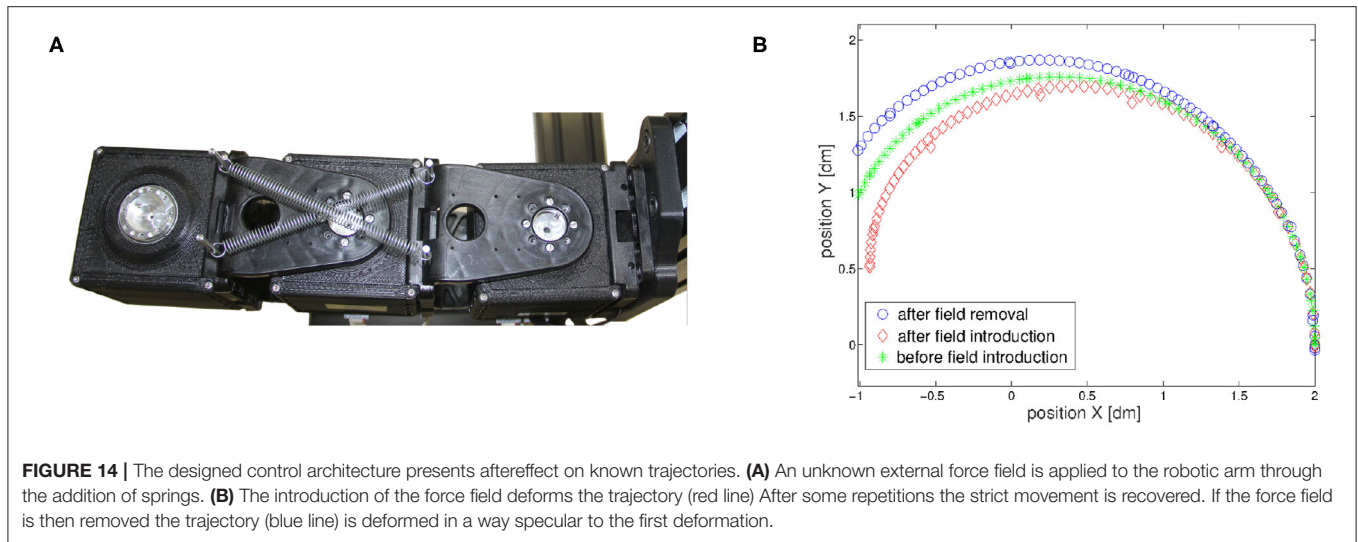 A
B
2
1.5
1
0.5
0
position Y [dm]
after field removal
after field introduction
before field introduction
−1
−0.5
0
0.5
1
1.5
2
position X [dm]
FIGURE 14 | The designed control architecture presents aftereffect on known trajectories. (A) An unknown external force field is applied to the robotic arm through
the addition of springs. (B) The introduction of the force field deforms the trajectory (red line) After some repetitions the strict movement is recovered. If the force field
is then removed the trajectory (blue line) is deformed in a way specular to the first deformation.